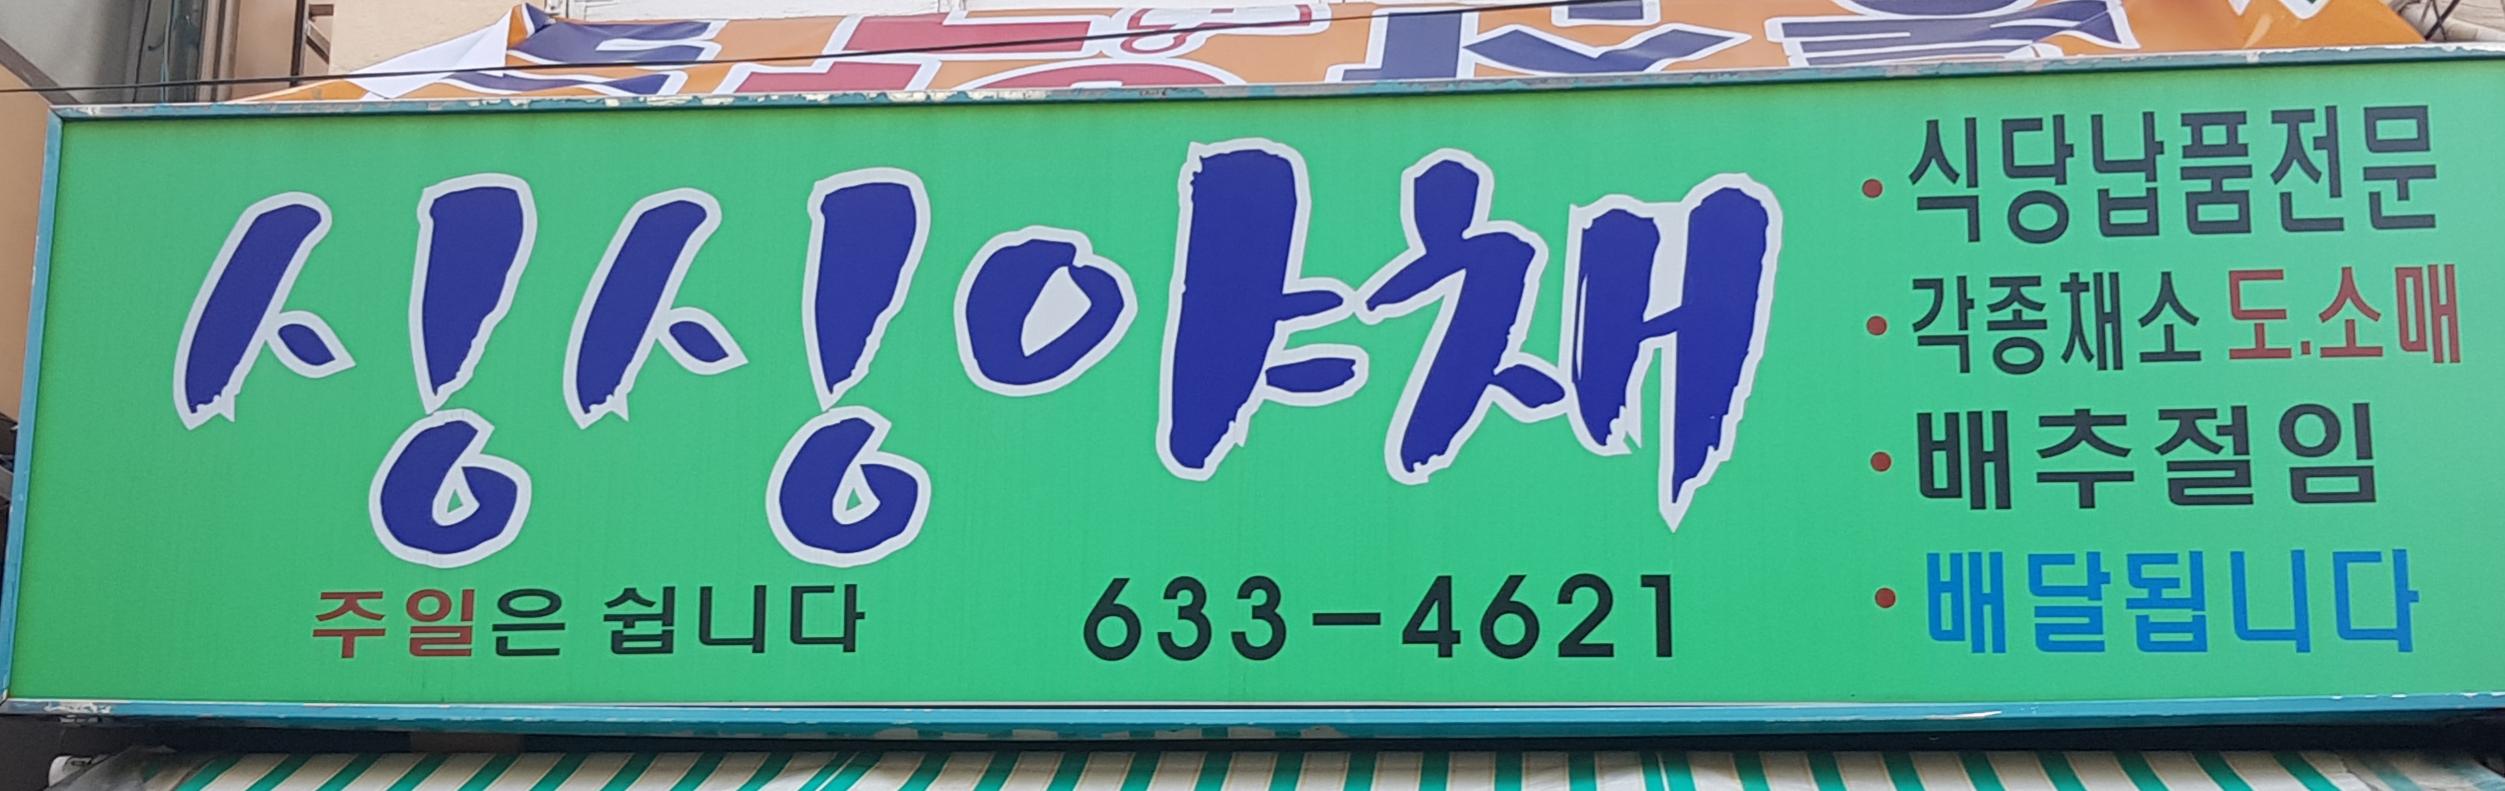 싱싱야채
주일은 쉽니다
633-4621
• 식당납품전문
• 각종채소 도.소매
• 배추절임
• 배달됩니다